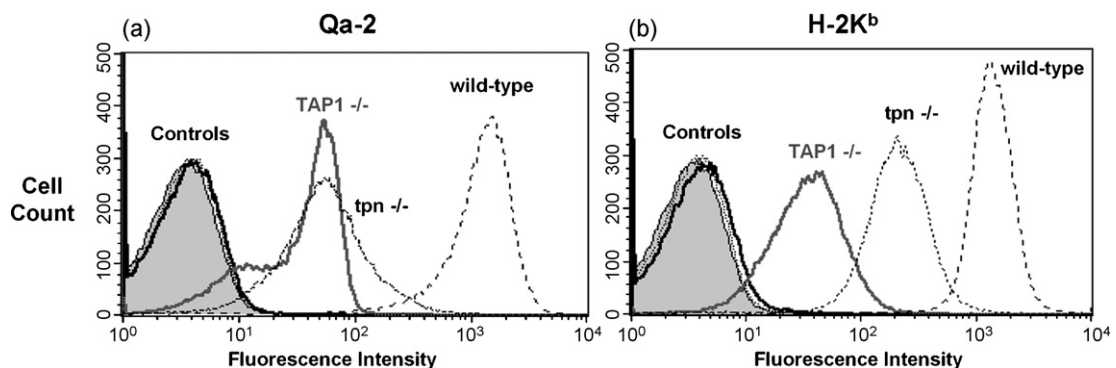 (a) Qa-2
500
400
300
200
100
0
Cell
Count
Controls
TAP1 -/-
tpn -/-
wild-type
10⁰ 10¹ 10² 10³ 10⁴
Fluorescence Intensity
(b) H-2Kᵇ
500
400
300
200
100
0
Controls
TAP1 -/-
tpn -/-
wild-type
10⁰ 10¹ 10² 10³ 10⁴
Fluorescence Intensity